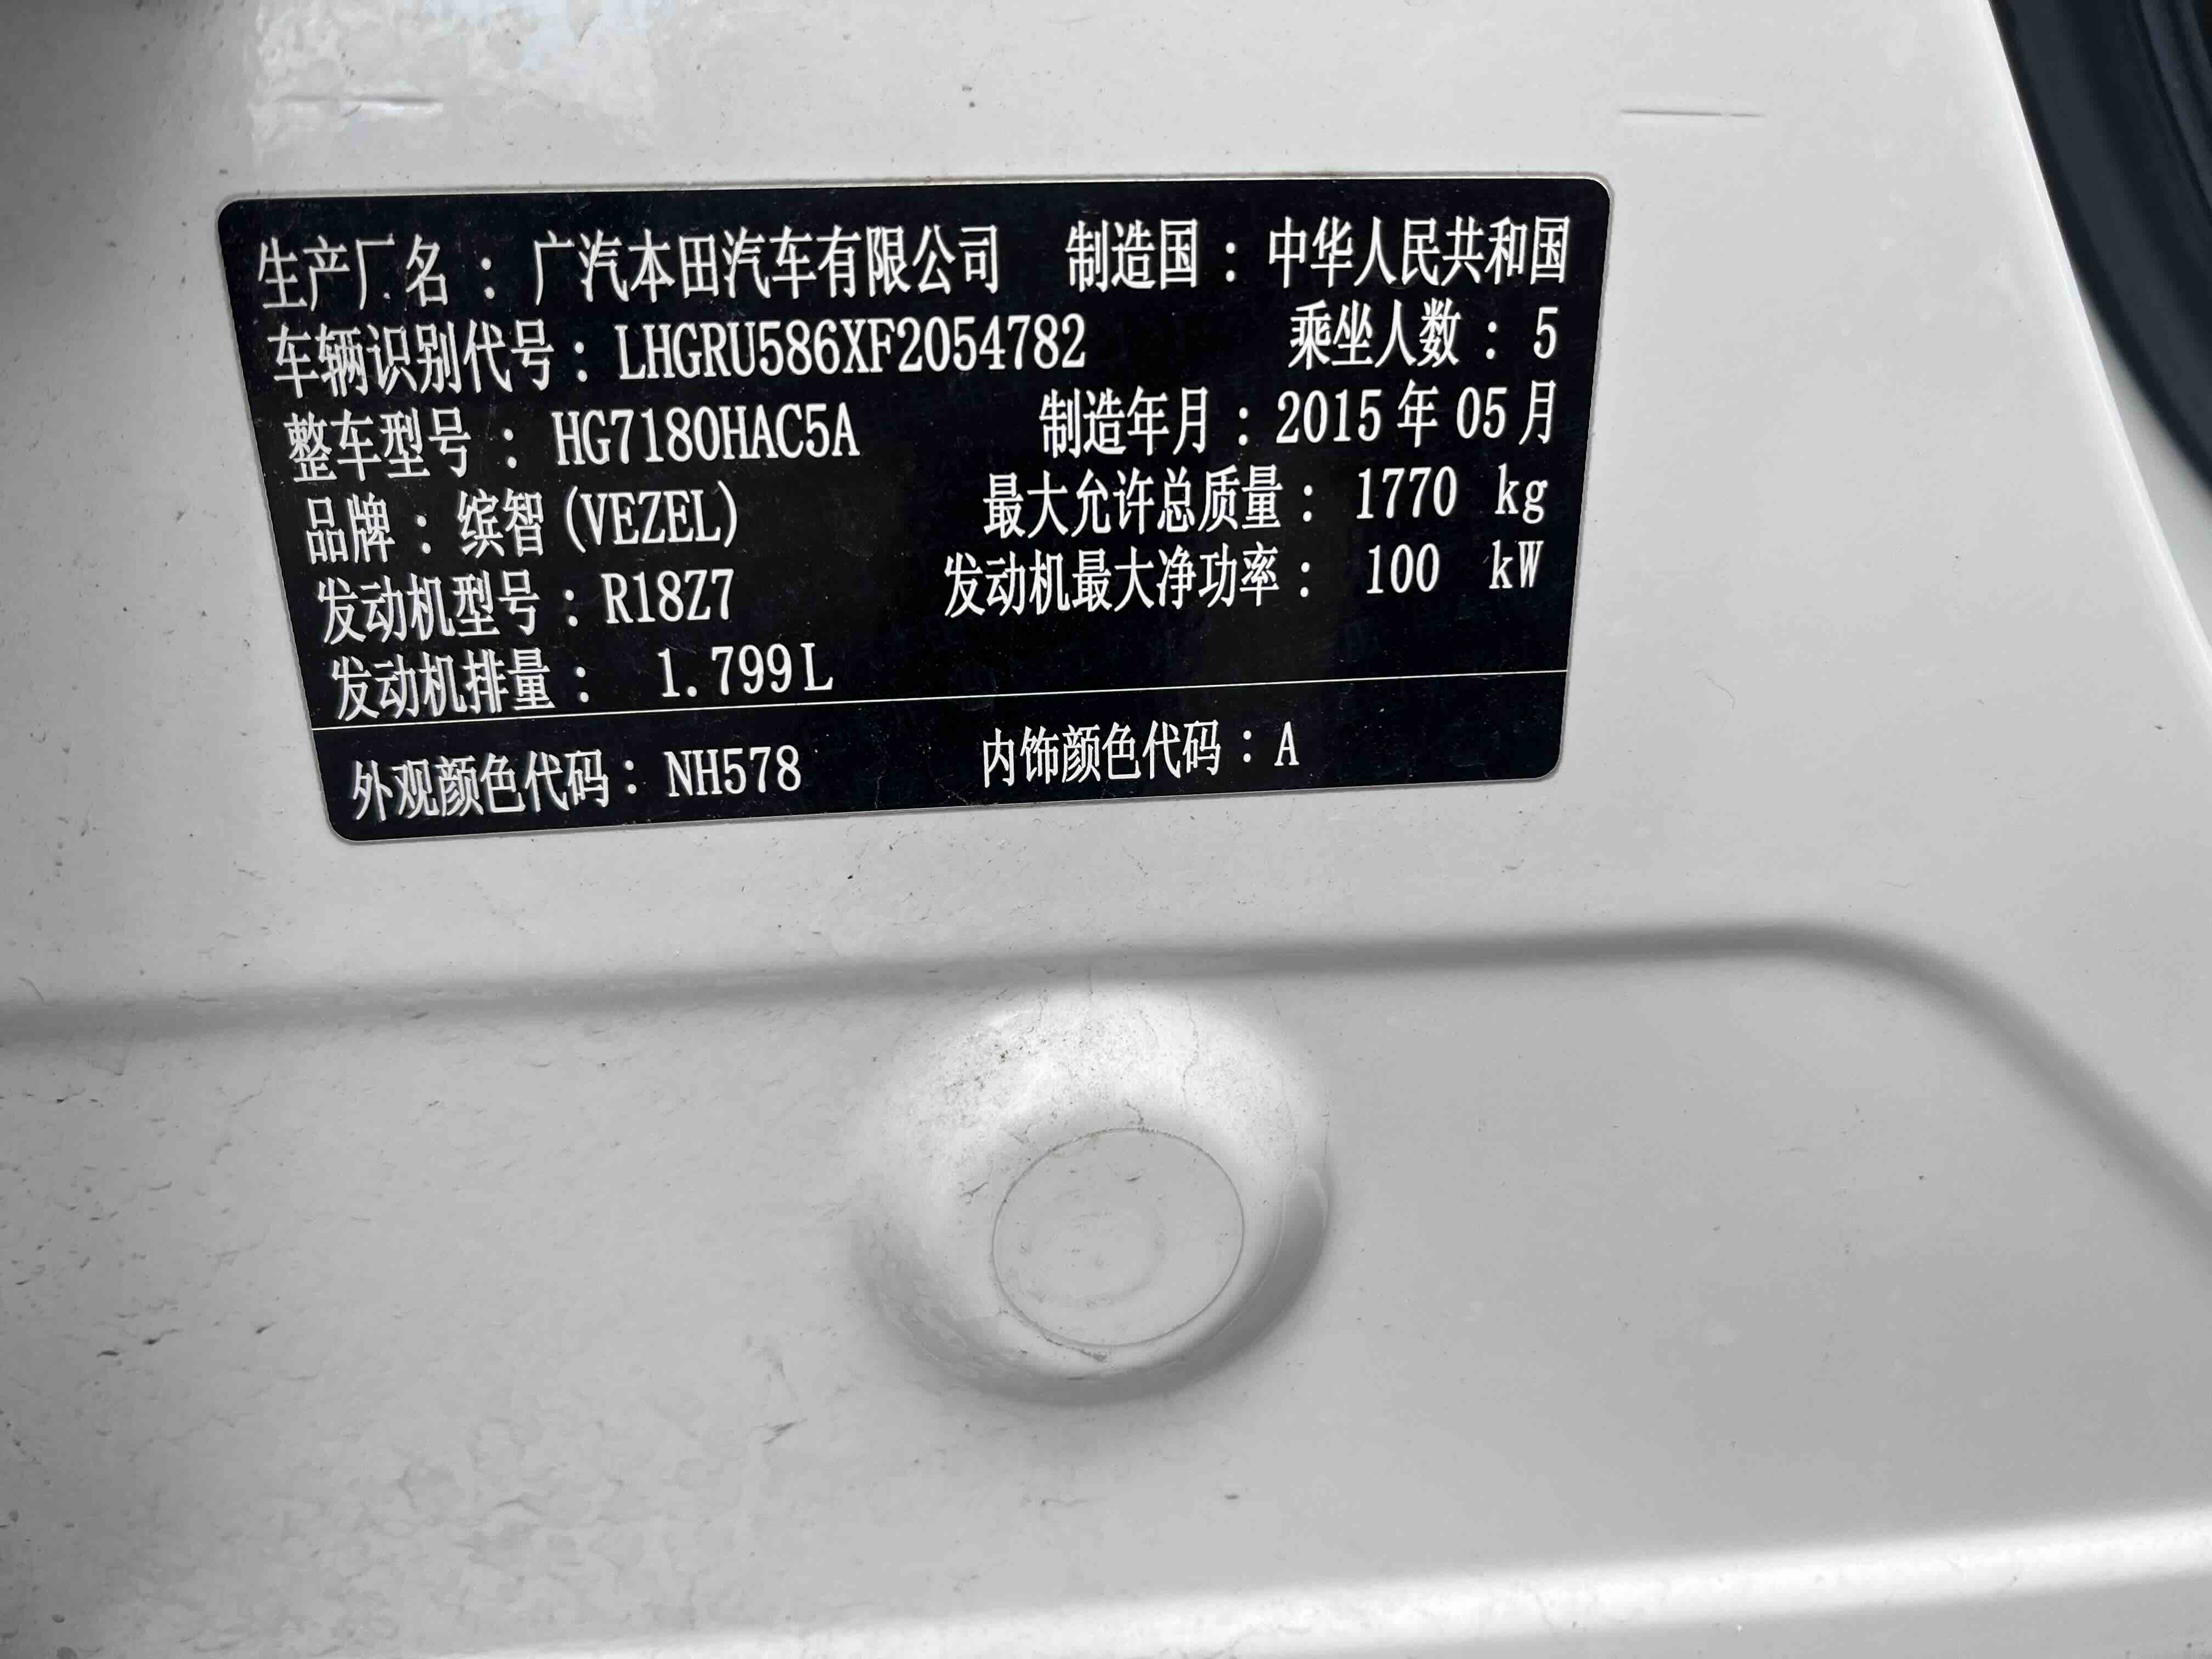 生产厂名：广汽本田汽车有限公司 制造国：中华人民共和国
车辆识别代号：LHGRU586XF2054782 乘坐人数：5
整车型号：HG7180HAC5A 制造年月：2015年05月
品牌：缤智(VEZEL) 最大允许总质量：1770 kg
发动机型号：R18Z7 发动机最大净功率：100 kW
发动机排量：1.799L
外观颜色代码：NH578 内饰颜色代码：A